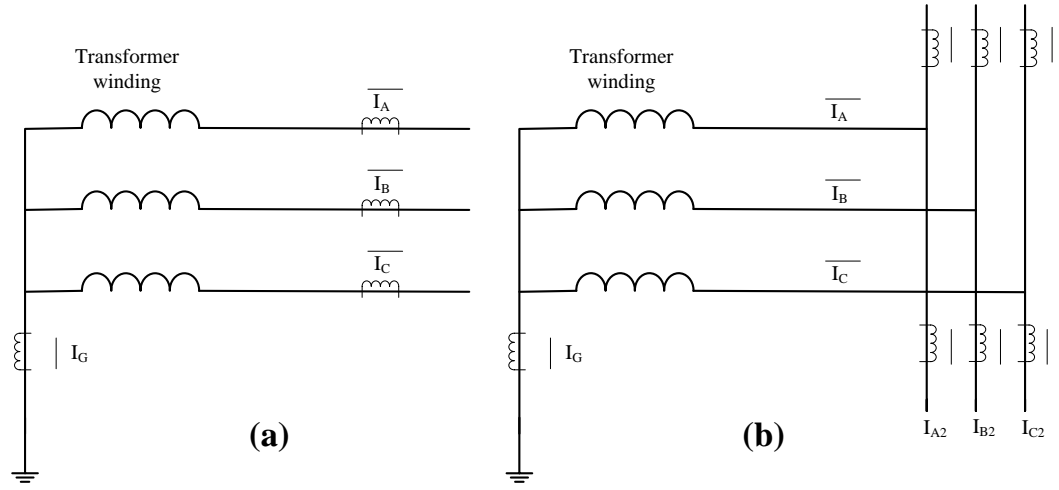 Transformer
winding
I_A
I_B
I_C
I_G
(a)
Transformer
winding
I_A
I_B
I_C
I_G
(b)
I_A2
I_B2
I_C2